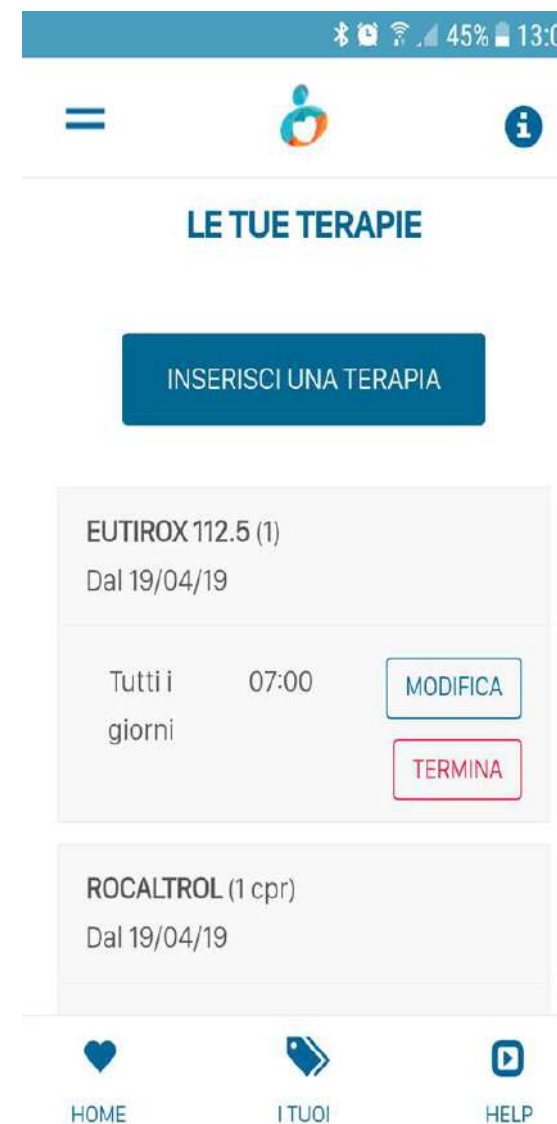 45% 13:0
LE TUE TERAPIE
INSERISCI UNA TERAPIA
EUTIROX 112.5 (1)
Dal 19/04/19
Tutti i 07:00 MODIFICA
giorni
TERMINA
ROCALTROL (1 cpr)
Dal 19/04/19
HOME I TUOI HELP